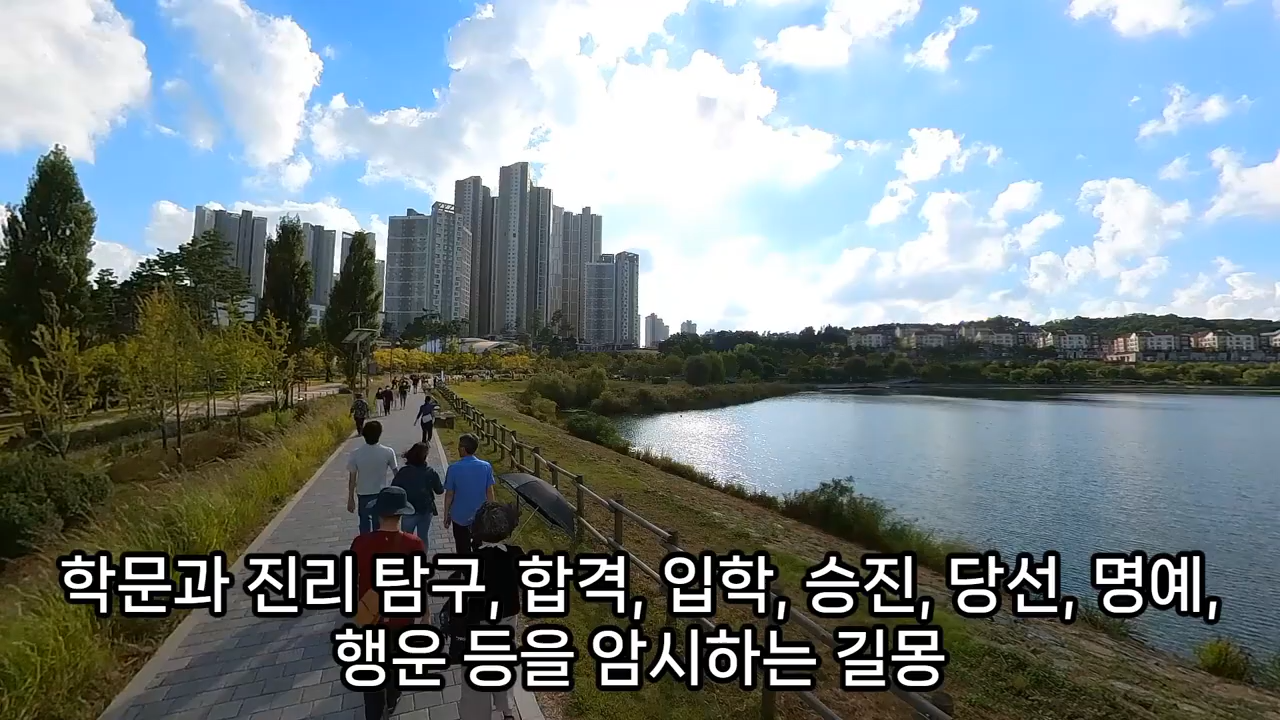 학문과 진리 탐구, 합격, 입학, 승진, 당선, 명예,
행운 등을 암시하는 길몽